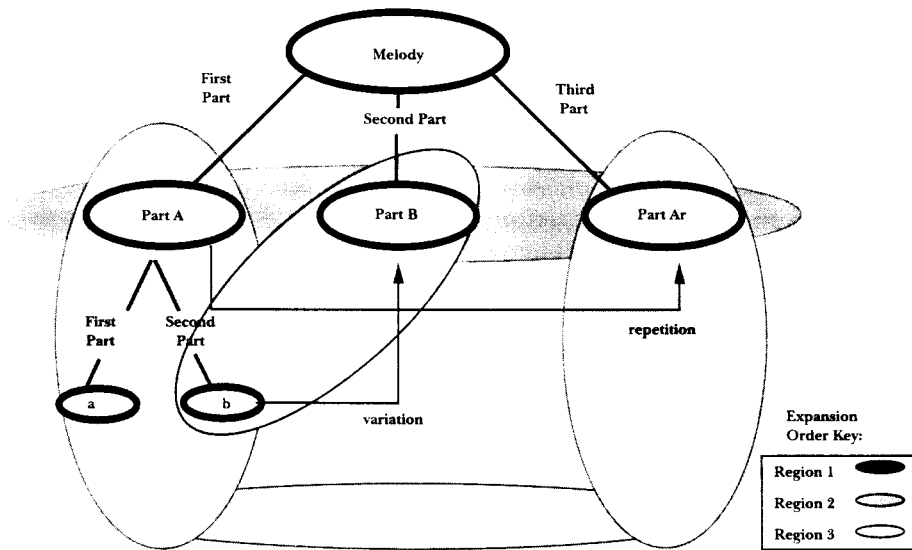 Melody
First
Part
Second Part
Third
Part
Part A
Part B
Part Ar
First
Part
Second
Part
repetition
a
b
variation
Expansion
Order Key:
Region 1
Region 2
Region 3